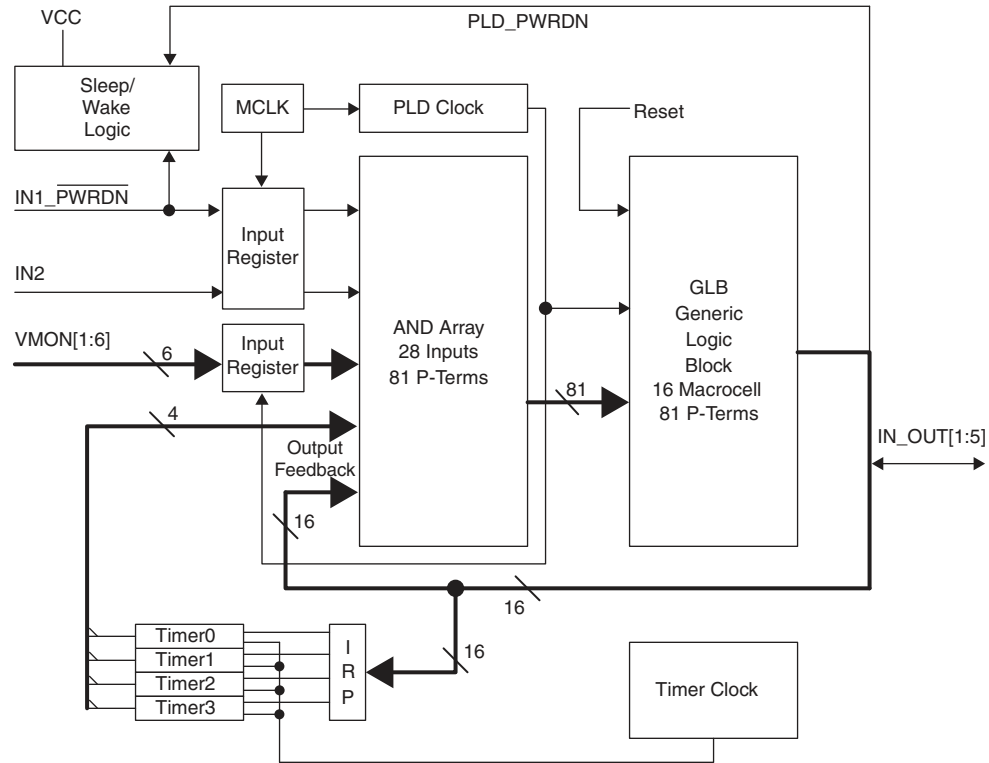 VCC
PLD_PWRDN
Sleep/
Wake
Logic
MCLK
PLD Clock
Reset
IN1_PWRDN
Input
Register
IN2
GLB
Generic
Logic
Block
16 Macrocell
81 P-Terms
AND Array
28 Inputs
81 P-Terms
VMON[1:6]
6
Input
Register
81
4
Output
Feedback
IN_OUT[1:5]
16
16
16
Timer0
Timer1
Timer2
Timer3
I
R
P
Timer Clock